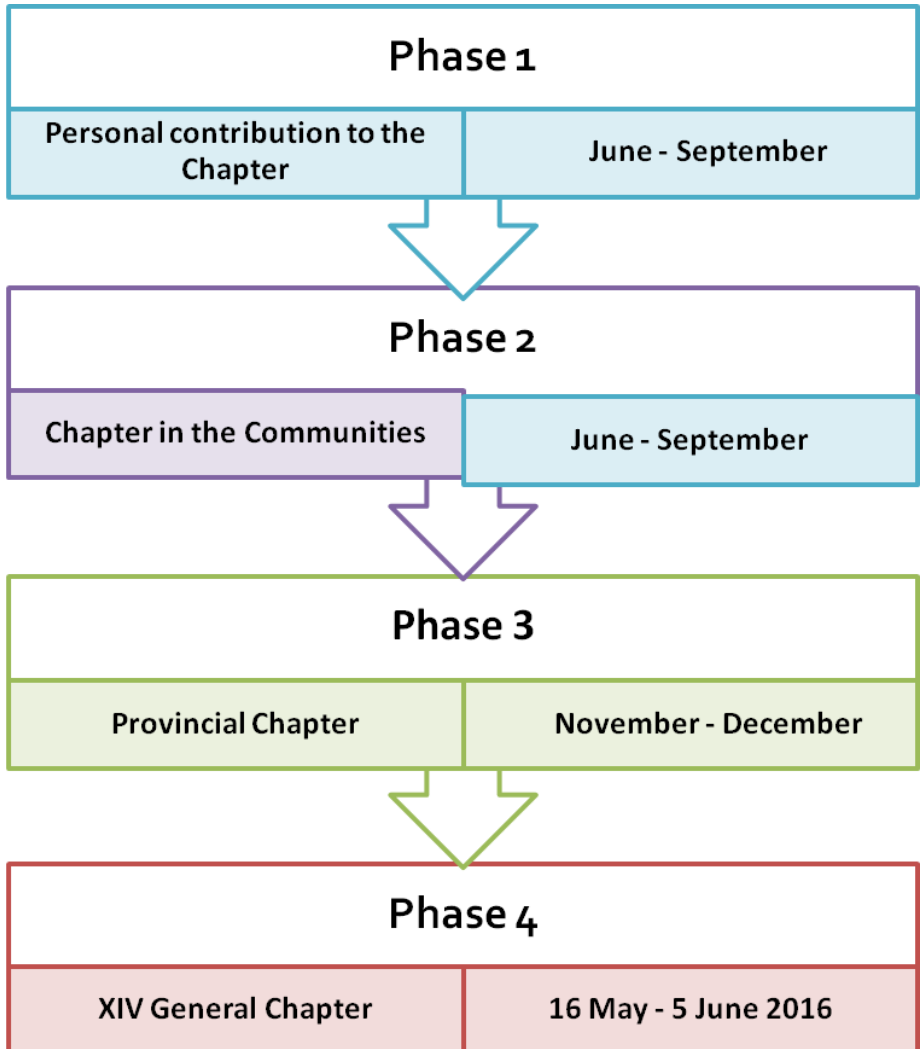 Phase 1
Personal contribution to the
Chapter
June - September
Phase 2
Chapter in the Communities
June - September
Phase 3
Provincial Chapter
November - December
Phase 4
XIV General Chapter
16 May - 5 June 2016